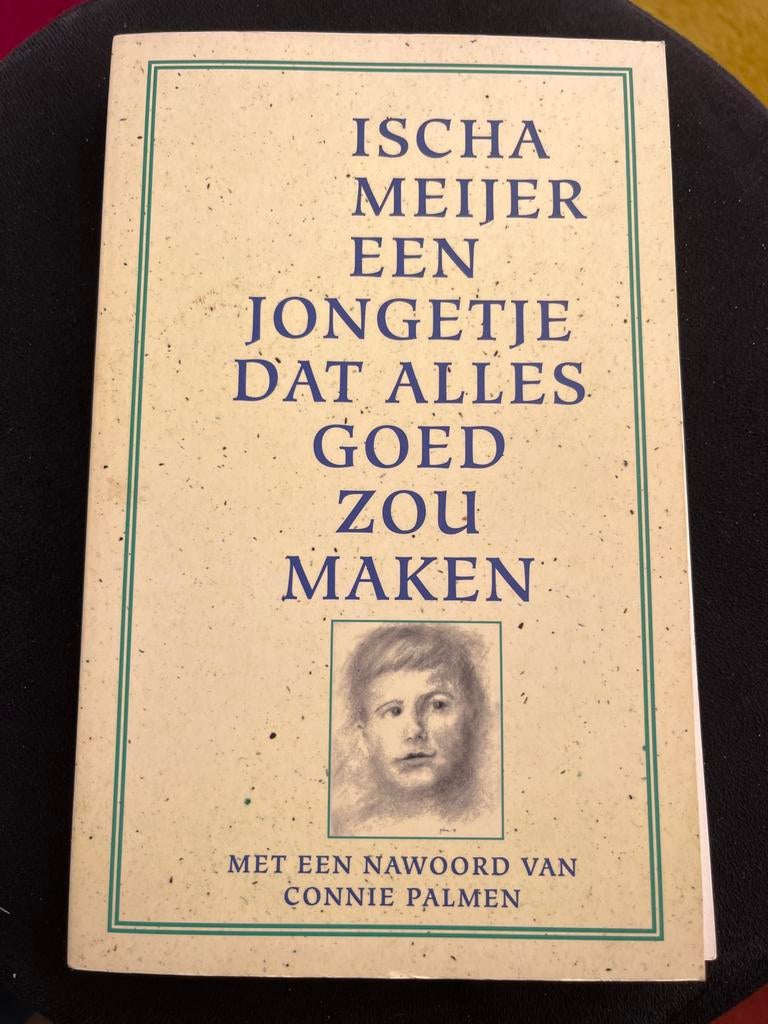 ISCHA
MEIJER
EEN
JONGETJE
DAT ALLES
GOED
ZOU
MAKEN
MET EEN NAWOORD VAN
CONNIE PALMEN